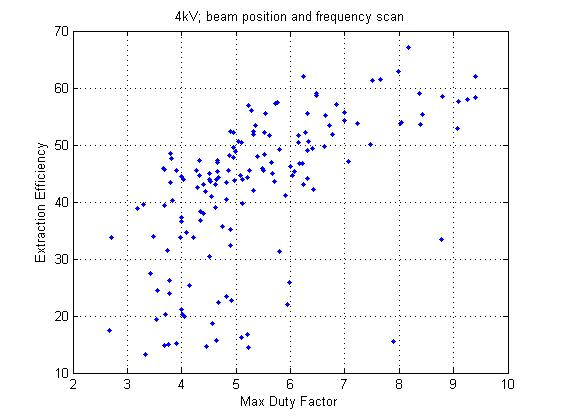 4kV; beam position and frequency scan
70
60
50
40
30
20
10
Extraction Efficiency
2 3 4 5 6 7 8 9 10
Max Duty Factor